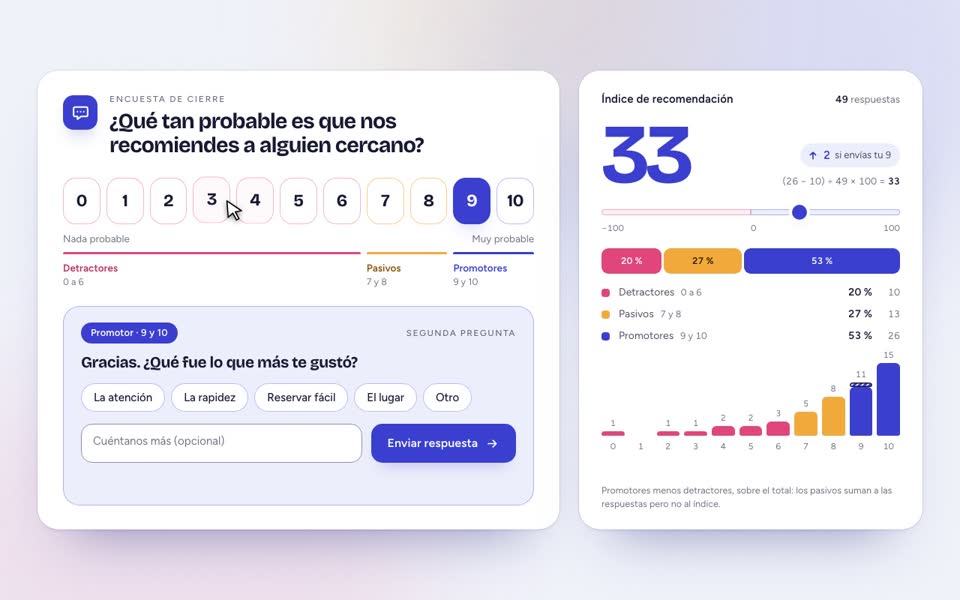 ENCUESTA DE CIERRE
¿Qué tan probable es que nos
recomiendes a alguien cercano?
0 1 2 3 4 5 6 7 8 9 10
Nada probable Muy probable
Detractores Pasivos Promotores
0 a 6 7 y 8 9 y 10
Promotor · 9 y 10 SEGUNDA PREGUNTA
Gracias. ¿Qué fue lo que más te gustó?
La atención La rapidez Reservar fácil El lugar Otro
Cuéntanos más (opcional) Enviar respuesta →
Índice de recomendación 49 respuestas
33
↑ 2 si envías tu 9
(26 − 10) ÷ 49 × 100 = 33
−100 0 100
20 % 27 % 53 %
Detractores 0 a 6 20 % 10
Pasivos 7 y 8 27 % 13
Promotores 9 y 10 53 % 26
1 1 1 2 2 3 5 8 11 15
0 1 2 3 4 5 6 7 8 9 10
Promotores menos detractores, sobre el total: los pasivos suman a las
respuestas pero no al índice.